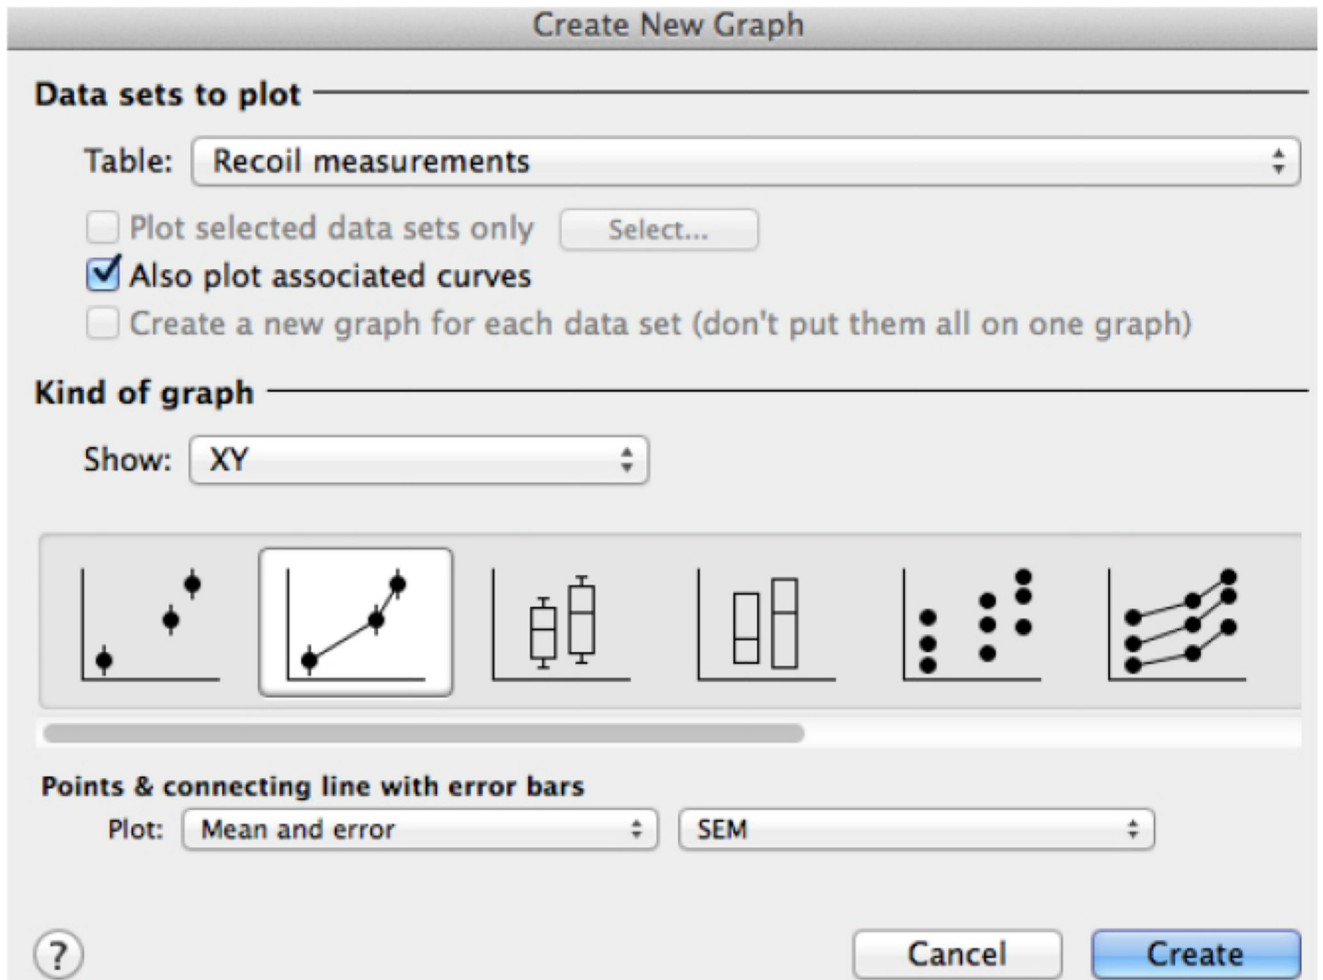 Create New Graph
Data sets to plot
Table: Recoil measurements
Plot selected data sets only Select...
Also plot associated curves
Create a new graph for each data set (don't put them all on one graph)
Kind of graph
Show: XY
Points & connecting line with error bars
Plot: Mean and error SEM
? Cancel Create